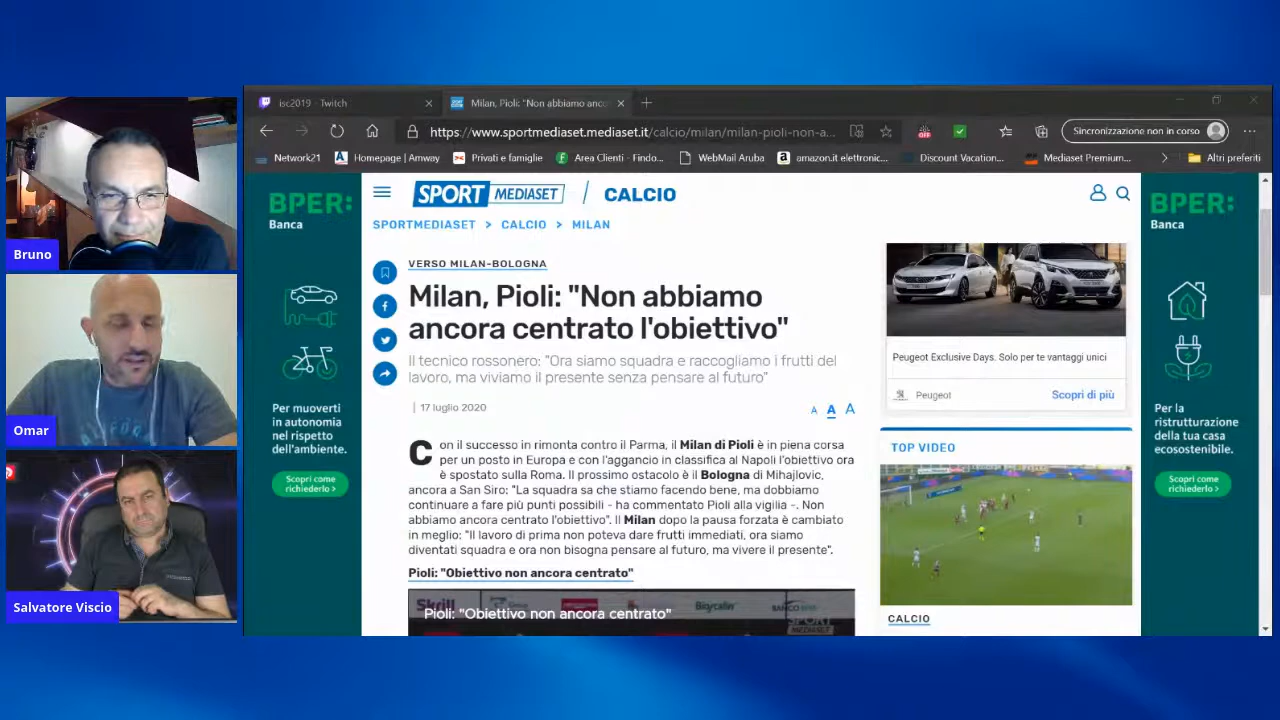 Bruno
Omar
Salvatore Viscio
isc2019 - Twitch
Milan, Pioli: "Non abbiamo anco
https://www.sportmediaset.mediaset.it/calcio/milan/milan-pioli-non-a...
Sincronizzazione non in corso
Network21
Homepage | Amway
Privati e famiglie
Area Clienti - Findo...
WebMail Aruba
amazon.it elettronic...
Discount Vacation...
Mediaset Premium...
Altri preferiti
BPER:
Banca
Per muoverti
in autonomia
nel rispetto
dell'ambiente.
Scopri come
richiederlo >
SPORT MEDIASET / CALCIO
SPORTMEDIASET > CALCIO > MILAN
VERSO MILAN-BOLOGNA
Milan, Pioli: "Non abbiamo
ancora centrato l'obiettivo"
Il tecnico rossonero: "Ora siamo squadra e raccogliamo i frutti del
lavoro, ma viviamo il presente senza pensare al futuro"
| 17 luglio 2020
A A A
Con il successo in rimonta contro il Parma, il Milan di Pioli è in piena corsa
per un posto in Europa e con l'aggancio in classifica al Napoli l'obiettivo ora
è spostato sulla Roma. Il prossimo ostacolo è il Bologna di Mihajlovic,
ancora a San Siro: "La squadra sa che stiamo facendo bene, ma dobbiamo
continuare a fare più punti possibili - ha commentato Pioli alla vigilia -. Non
abbiamo ancora centrato l'obiettivo". Il Milan dopo la pausa forzata è cambiato
in meglio: "Il lavoro di prima non poteva dare frutti immediati, ora siamo
diventati squadra e ora non bisogna pensare al futuro, ma vivere il presente".
Pioli: "Obiettivo non ancora centrato"
Skrill
Pioli: "Obiettivo non ancora centrato"
SPORT
MEDIASET
Peugeot Exclusive Days. Solo per te vantaggi unici
Peugeot
Scopri di più
TOP VIDEO
CALCIO
BPER:
Banca
Per la
ristrutturazione
della tua casa
ecosostenibile.
Scopri come
richiederlo >